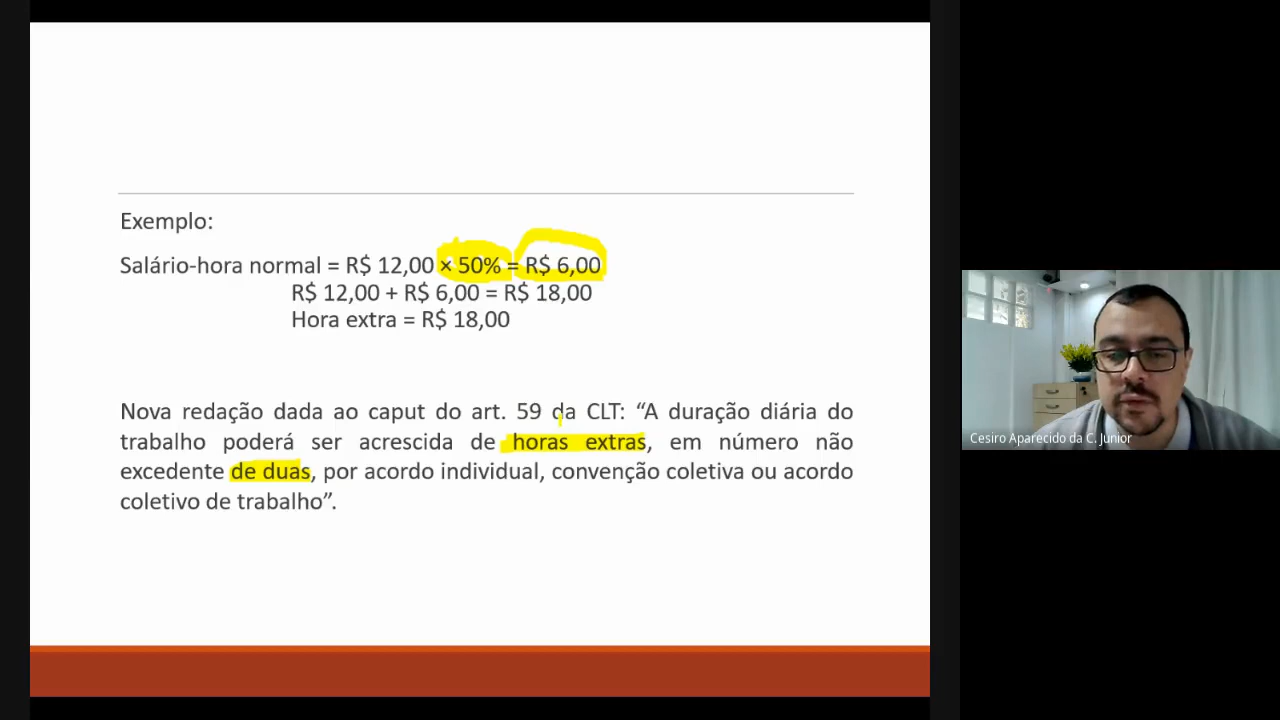 Exemplo:
Salário-hora normal = R$ 12,00 × 50% = R$ 6,00
R$ 12,00 + R$ 6,00 = R$ 18,00
Hora extra = R$ 18,00
Nova redação dada ao caput do art. 59 da CLT: “A duração diária do
trabalho poderá ser acrescida de horas extras, em número não
excedente de duas, por acordo individual, convenção coletiva ou acordo
coletivo de trabalho”.
Cesiro Aparecido da C. Junior